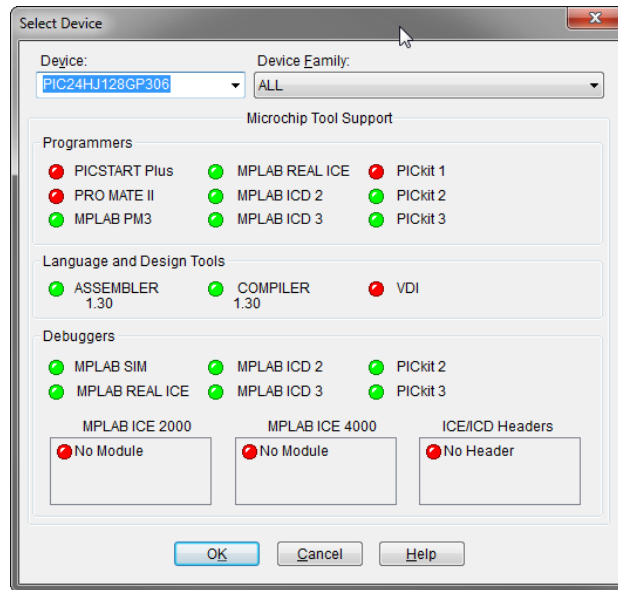 Select Device
Device:
Device Family:
PIC24HJ128GP306
ALL
Microchip Tool Support
Programmers
PICSTART Plus
MPLAB REAL ICE
PICkit 1
PRO MATE II
MPLAB ICD 2
PICkit 2
MPLAB PM3
MPLAB ICD 3
PICkit 3
Language and Design Tools
ASSEMBLER
COMPILER
VDI
1.30
1.30
Debuggers
MPLAB SIM
MPLAB ICD 2
PICkit 2
MPLAB REAL ICE
MPLAB ICD 3
PICkit 3
MPLAB ICE 2000
MPLAB ICE 4000
ICE/ICD Headers
No Module
No Module
No Header
OK
Cancel
Help